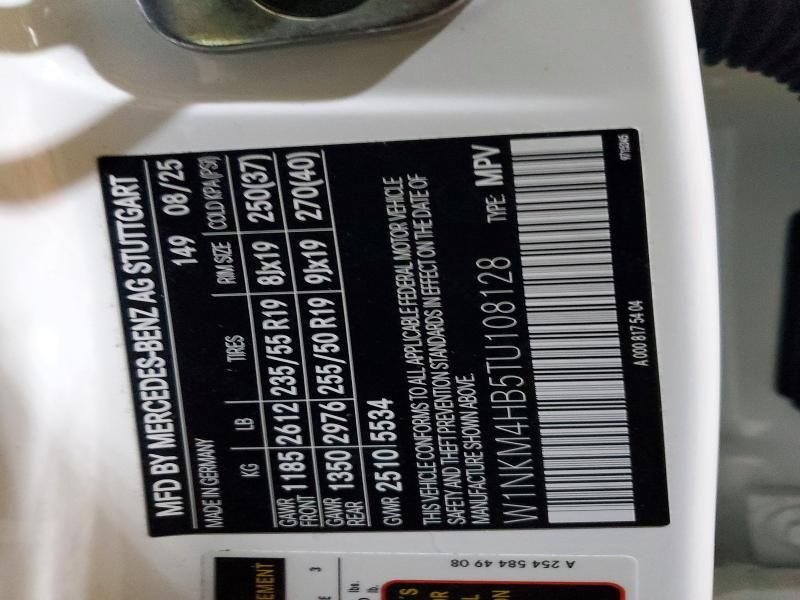 MFD BY MERCEDES-BENZ AG STUTTGART
MADE IN GERMANY 149 08/25
KG LB TIRES RIM SIZE COLD KPA (PSI)
GAWR FRONT 1185 2612 235/55 R19 8Jx19 250(37)
GAWR REAR 1350 2976 255/50 R19 9Jx19 270(40)
GVWR 2510 5534
THIS VEHICLE CONFORMS TO ALL APPLICABLE FEDERAL MOTOR VEHICLE
SAFETY AND THEFT PREVENTION STANDARDS IN EFFECT ON THE DATE OF
MANUFACTURE SHOWN ABOVE.
W1NKM4HB5TU108128 TYPE: MPV
A 000 817 54 04
A 254 584 49 08
3
lbs.
lb.